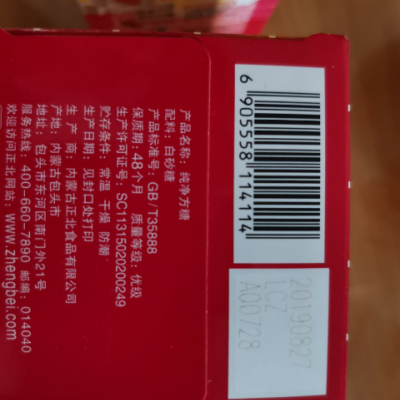 产品名称：纯净方糖
配料：白砂糖
产品标准号：GB/T35888
保质期：48个月 质量等级：优级
生产许可证号：SC11315020200249
贮存条件：常温 干燥 防潮
生产日期：见封口处打印
生产商：内蒙古正北食品有限公司
产地：内蒙古包头市
地址：包头市东河区南门外21号
服务热线：400-660-7890 邮编：014040
欢迎访问正北网站：www.zhengbei.com
6 905558 114114
20190827
LCZ
A00728